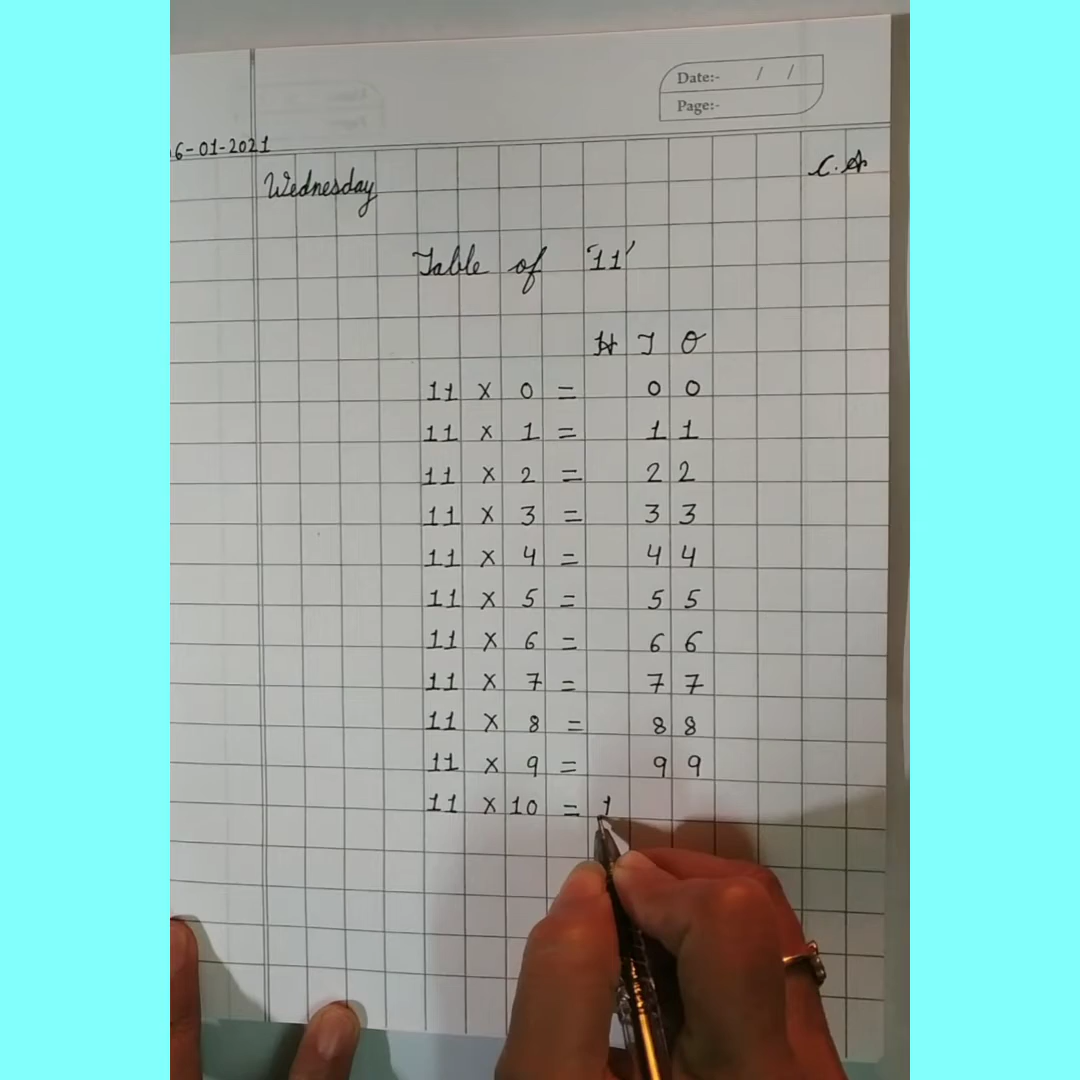 Date:- / /
Page:-
06-01-2021
Wednesday
C.A
Table of '11'
H T O
11 × 0 = 0 0
11 × 1 = 1 1
11 × 2 = 2 2
11 × 3 = 3 3
11 × 4 = 4 4
11 × 5 = 5 5
11 × 6 = 6 6
11 × 7 = 7 7
11 × 8 = 8 8
11 × 9 = 9 9
11 × 10 = 1